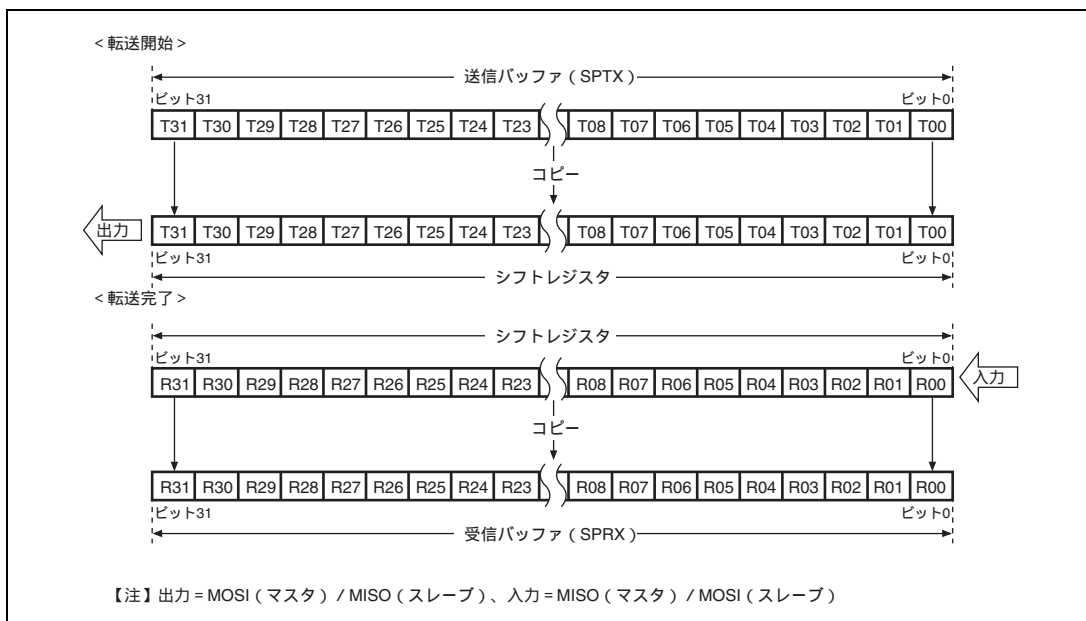 <転送開始>
送信バッファ(SPTX)
ビット31 ビット0
T31 T30 T29 T28 T27 T26 T25 T24 T23 T08 T07 T06 T05 T04 T03 T02 T01 T00
コピー
出力 T31 T30 T29 T28 T27 T26 T25 T24 T23 T08 T07 T06 T05 T04 T03 T02 T01 T00
ビット31 ビット0
シフトレジスタ
<転送完了>
シフトレジスタ
ビット31 ビット0
R31 R30 R29 R28 R27 R26 R25 R24 R23 R08 R07 R06 R05 R04 R03 R02 R01 R00 入力
コピー
R31 R30 R29 R28 R27 R26 R25 R24 R23 R08 R07 R06 R05 R04 R03 R02 R01 R00
ビット31 ビット0
受信バッファ(SPRX)
【注】出力=MOSI(マスタ)/MISO(スレーブ)、入力=MISO(マスタ)/MOSI(スレーブ)